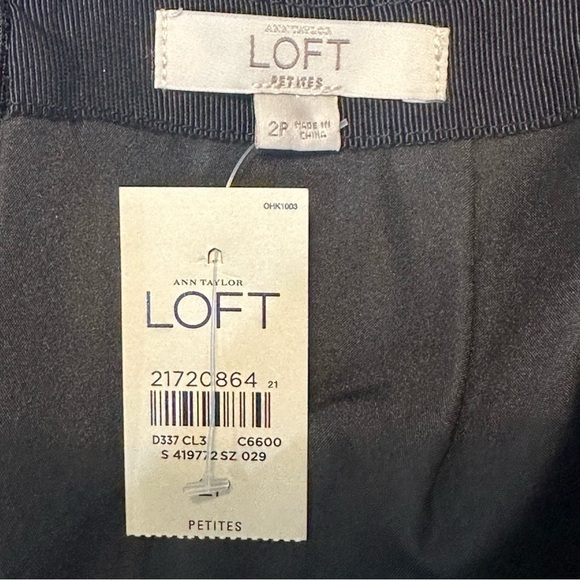 ANN TAYLOR
LOFT
PETITES
2P MADE IN
CHINA
OHK1003
ANN TAYLOR
LOFT
21720864 21
D337 CL3 C6600
S 419772 SZ 029
PETITES